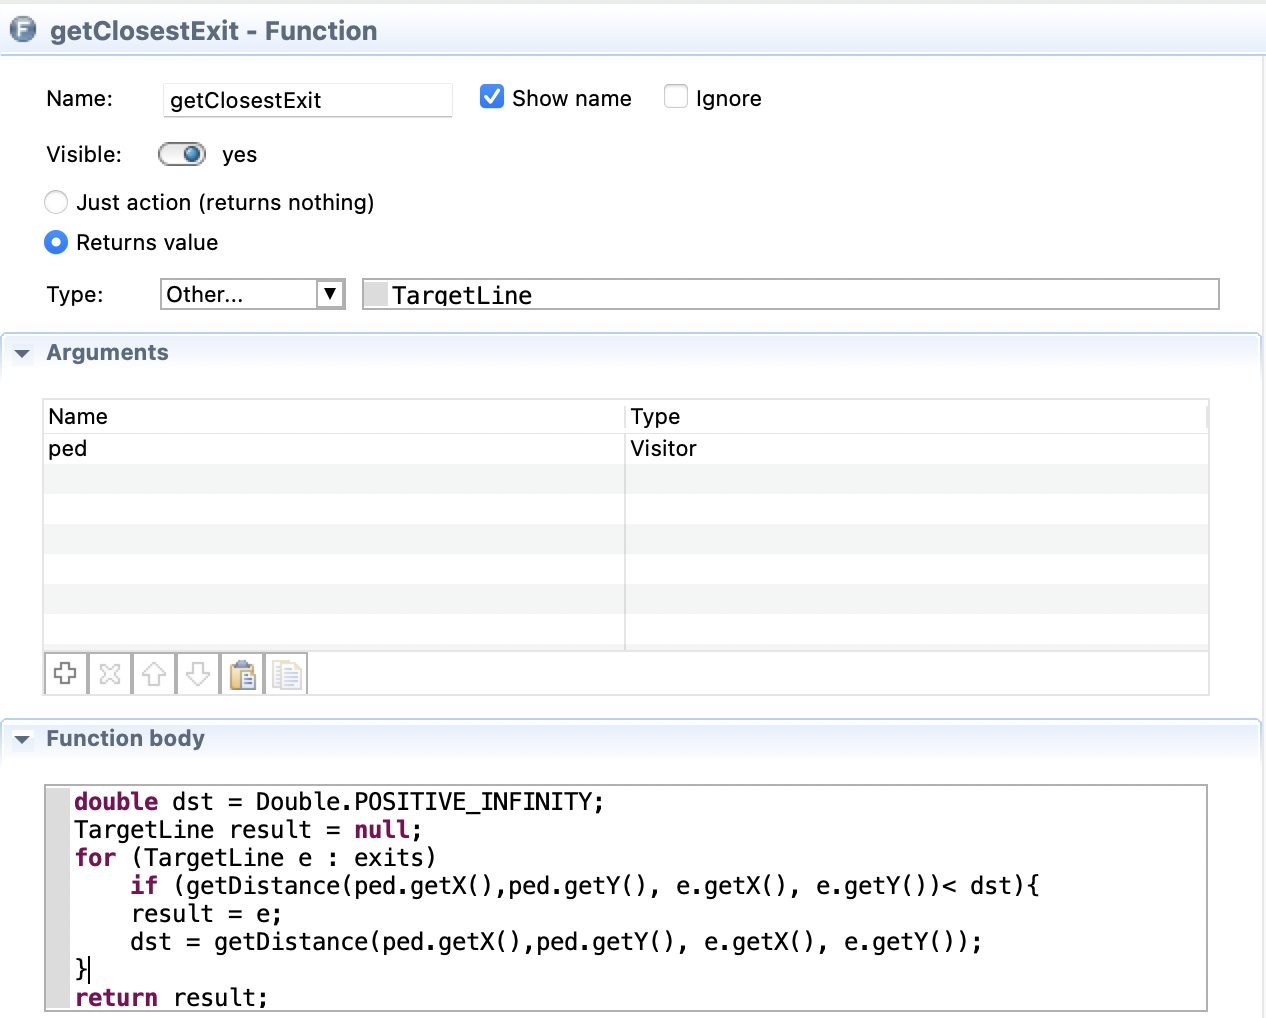 getClosestExit - Function
Name: getClosestExit Show name Ignore
Visible: yes
Just action (returns nothing)
Returns value
Type: Other... TargetLine
Arguments
Name Type
ped Visitor
Function body
double dst = Double.POSITIVE_INFINITY;
TargetLine result = null;
for (TargetLine e : exits)
    if (getDistance(ped.getX(),ped.getY(), e.getX(), e.getY())< dst){
    result = e;
    dst = getDistance(ped.getX(),ped.getY(), e.getX(), e.getY());
}
return result;